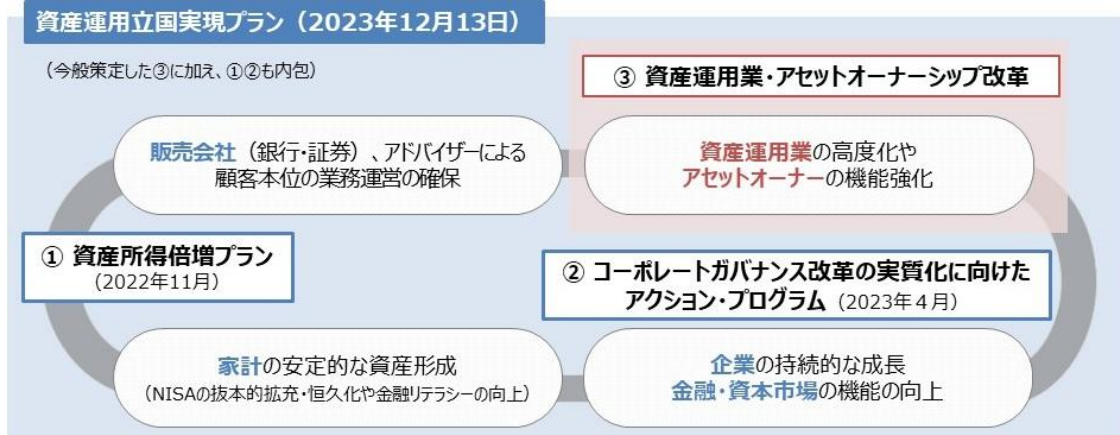 資産運用立国実現プラン（2023年12月13日）
（今般策定した③に加え、①②も内包）
③ 資産運用業・アセットオーナーシップ改革
販売会社（銀行・証券）、アドバイザーによる
顧客本位の業務運営の確保
資産運用業の高度化や
アセットオーナーの機能強化
① 資産所得倍増プラン
（2022年11月）
② コーポレートガバナンス改革の実質化に向けた
アクション・プログラム（2023年４月）
家計の安定的な資産形成
（NISAの抜本的拡充・恒久化や金融リテラシーの向上）
企業の持続的な成長
金融・資本市場の機能の向上